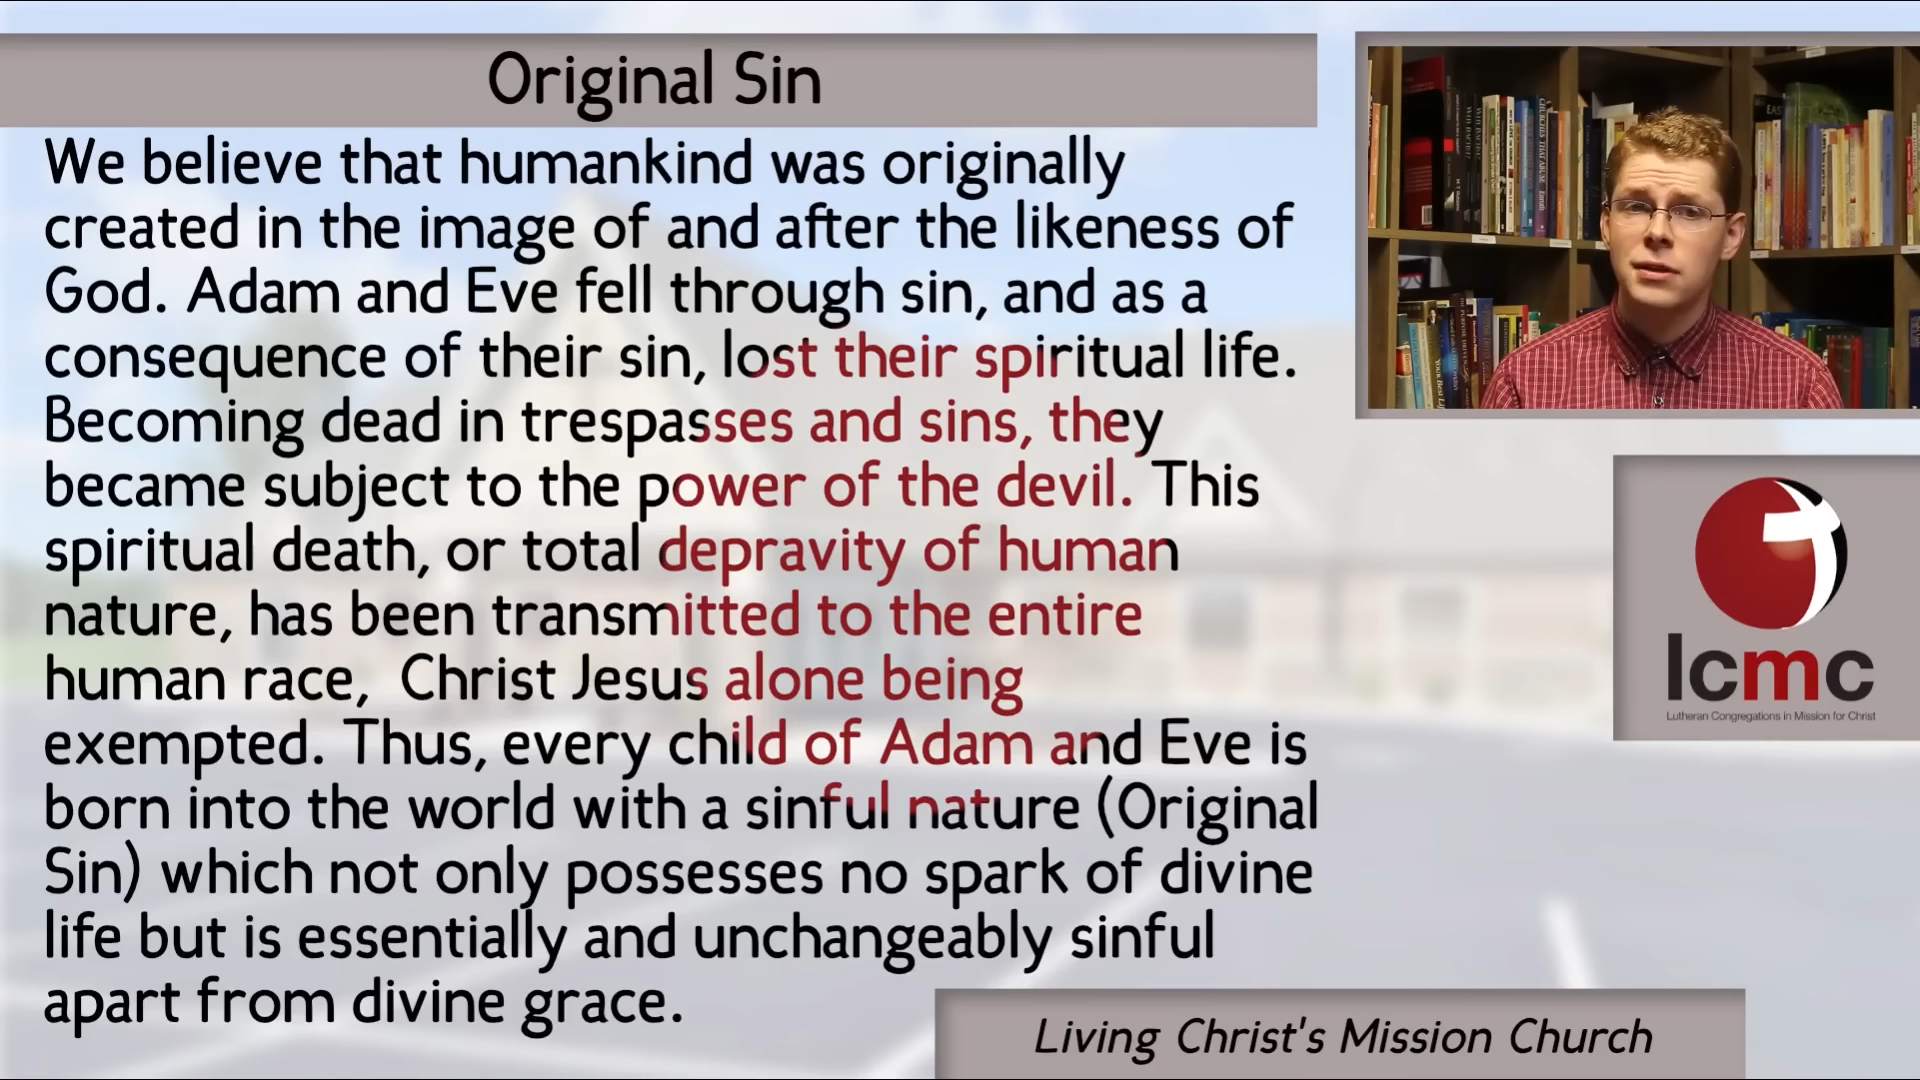 Original Sin
We believe that humankind was originally
created in the image of and after the likeness of
God. Adam and Eve fell through sin, and as a
consequence of their sin, lost their spiritual life.
Becoming dead in trespasses and sins, they
became subject to the power of the devil. This
spiritual death, or total depravity of human
nature, has been transmitted to the entire
human race, Christ Jesus alone being
exempted. Thus, every child of Adam and Eve is
born into the world with a sinful nature (Original
Sin) which not only possesses no spark of divine
life but is essentially and unchangeably sinful
apart from divine grace.
lcmc
Lutheran Congregations in Mission for Christ
Living Christ's Mission Church